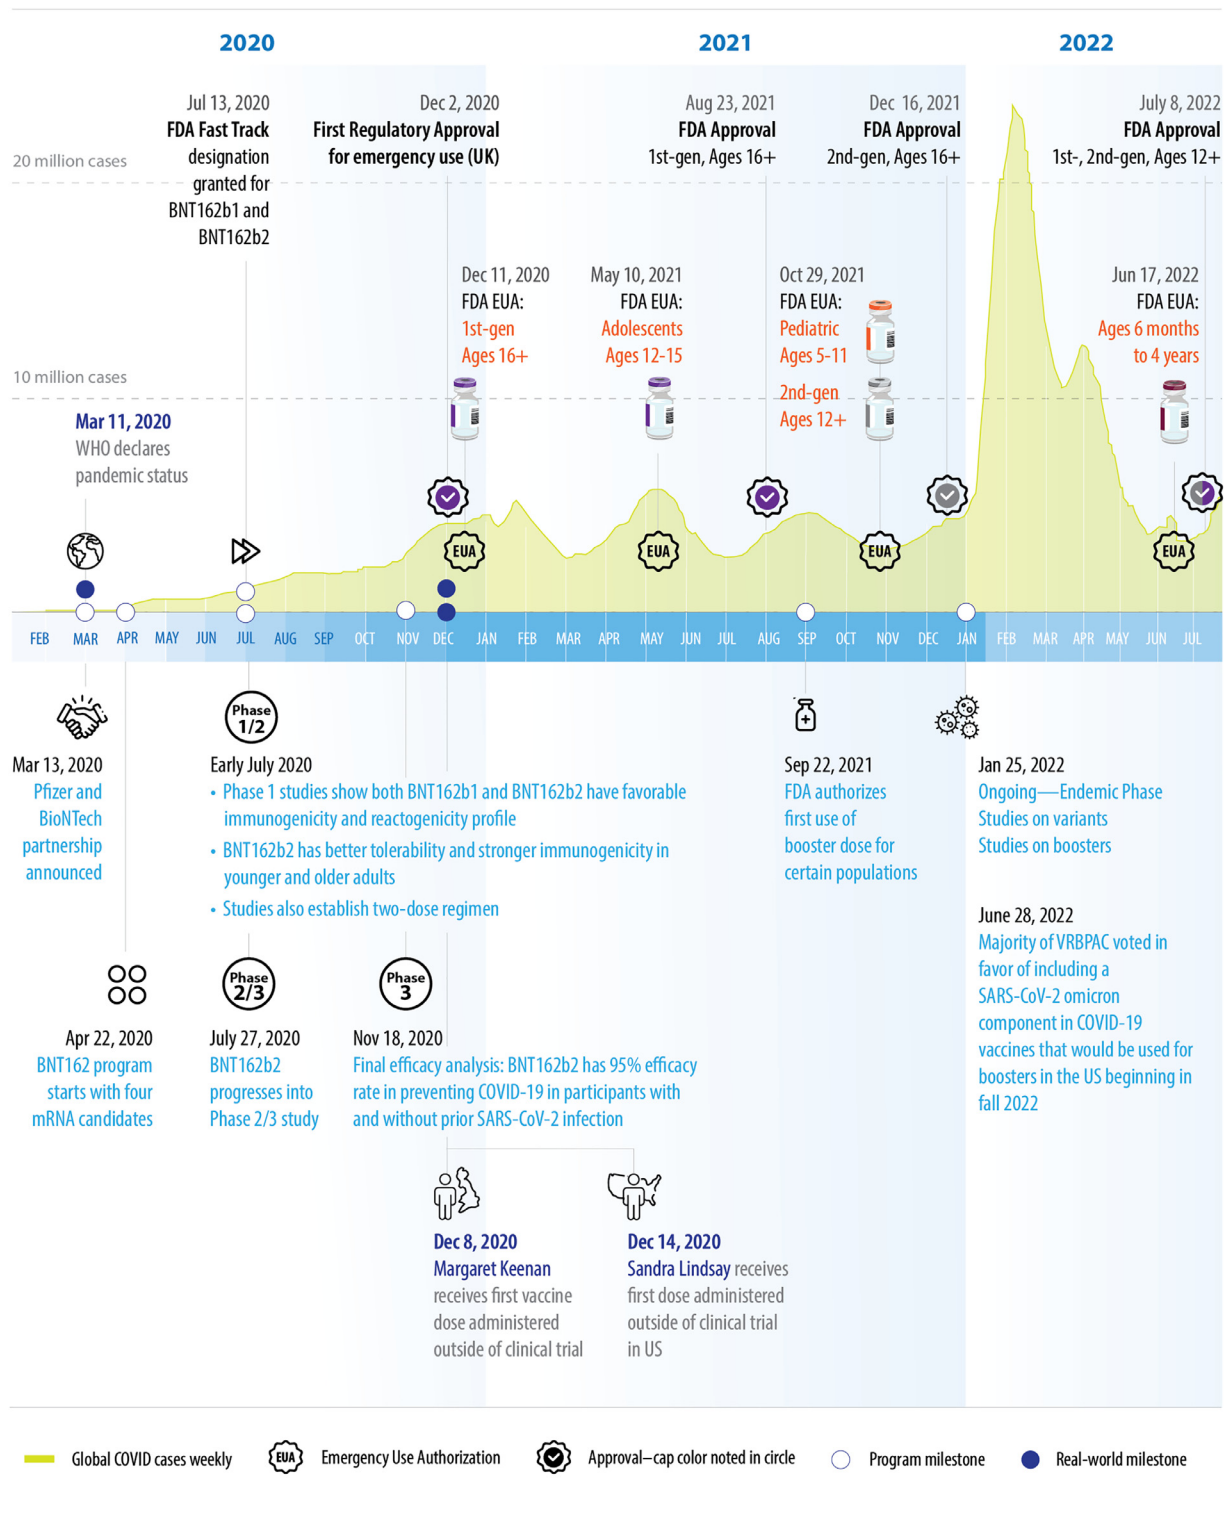 2020
2021
2022
Jul 13, 2020
FDA Fast Track
designation
granted for
BNT162b1 and
BNT162b2
Dec 2, 2020
First Regulatory Approval
for emergency use (UK)
Aug 23, 2021
FDA Approval
1st-gen, Ages 16+
Dec 16, 2021
FDA Approval
2nd-gen, Ages 16+
July 8, 2022
FDA Approval
1st-, 2nd-gen, Ages 12+
20 million cases
Dec 11, 2020
FDA EUA:
1st-gen
Ages 16+
May 10, 2021
FDA EUA:
Adolescents
Ages 12-15
Oct 29, 2021
FDA EUA:
Pediatric
Ages 5-11
2nd-gen
Ages 12+
Jun 17, 2022
FDA EUA:
Ages 6 months
to 4 years
10 million cases
Mar 11, 2020
WHO declares
pandemic status
EUA
EUA
EUA
EUA
FEB MAR APR MAY JUN JUL AUG SEP OCT NOV DEC JAN FEB MAR APR MAY JUN JUL AUG SEP OCT NOV DEC JAN FEB MAR APR MAY JUN JUL
Mar 13, 2020
Pfizer and
BioNTech
partnership
announced
Phase
1/2
Early July 2020
• Phase 1 studies show both BNT162b1 and BNT162b2 have favorable
immunogenicity and reactogenicity profile
• BNT162b2 has better tolerability and stronger immunogenicity in
younger and older adults
• Studies also establish two-dose regimen
Sep 22, 2021
FDA authorizes
first use of
booster dose for
certain populations
Jan 25, 2022
Ongoing—Endemic Phase
Studies on variants
Studies on boosters
June 28, 2022
Majority of VRBPAC voted in
favor of including a
SARS-CoV-2 omicron
component in COVID-19
vaccines that would be used for
boosters in the US beginning in
fall 2022
Apr 22, 2020
BNT162 program
starts with four
mRNA candidates
Phase
2/3
July 27, 2020
BNT162b2
progresses into
Phase 2/3 study
Phase
3
Nov 18, 2020
Final efficacy analysis: BNT162b2 has 95% efficacy
rate in preventing COVID-19 in participants with
and without prior SARS-CoV-2 infection
Dec 8, 2020
Margaret Keenan
receives first vaccine
dose administered
outside of clinical trial
Dec 14, 2020
Sandra Lindsay receives
first dose administered
outside of clinical trial
in US
Global COVID cases weekly
EUA
Emergency Use Authorization
Approval–cap color noted in circle
Program milestone
Real-world milestone